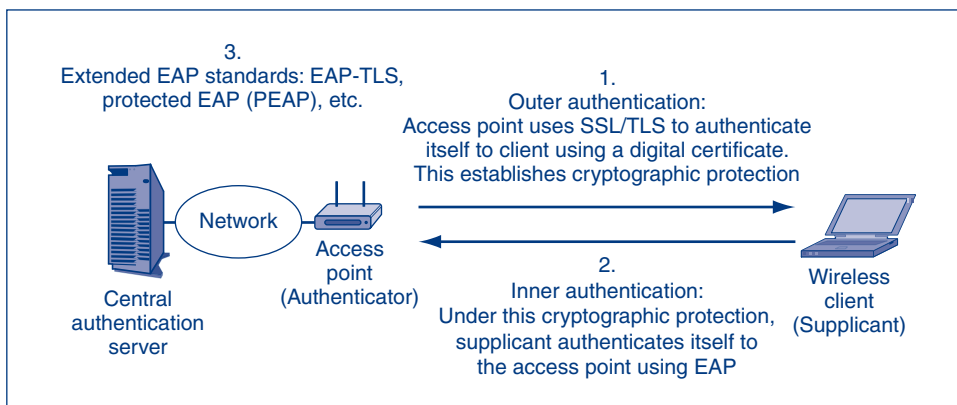 3.
Extended EAP standards: EAP-TLS,
protected EAP (PEAP), etc.
1.
Outer authentication:
Access point uses SSL/TLS to authenticate
itself to client using a digital certificate.
This establishes cryptographic protection
Network
Central
authentication
server
Access
point
(Authenticator)
2.
Inner authentication:
Under this cryptographic protection,
supplicant authenticates itself to
the access point using EAP
Wireless
client
(Supplicant)